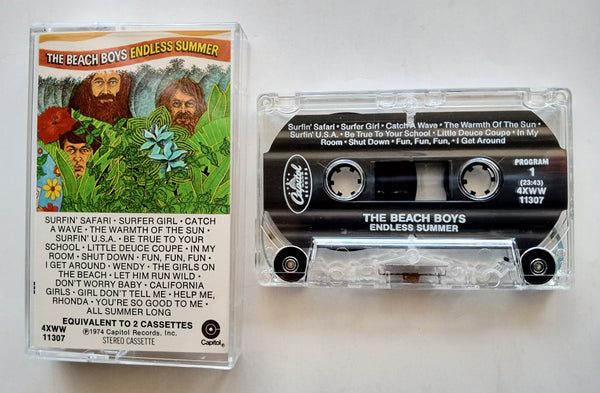 THE BEACH BOYS ENDLESS SUMMER
SURFIN' SAFARI · SURFER GIRL · CATCH
A WAVE · THE WARMTH OF THE SUN ·
SURFIN' U.S.A. · BE TRUE TO YOUR
SCHOOL · LITTLE DEUCE COUPE · IN MY
ROOM · SHUT DOWN · FUN, FUN, FUN ·
I GET AROUND · WENDY · THE GIRLS ON
THE BEACH · LET HIM RUN WILD ·
DON'T WORRY BABY · CALIFORNIA
GIRLS · GIRL DON'T TELL ME · HELP ME,
RHONDA · YOU'RE SO GOOD TO ME ·
ALL SUMMER LONG
EQUIVALENT TO 2 CASSETTES
4XWW
11307
℗1974 Capitol Records, Inc.
STEREO CASSETTE
Capitol®
Surfin' Safari · Surfer Girl · Catch A Wave · The Warmth Of The Sun ·
Surfin' U.S.A. · Be True To Your School · Little Deuce Coupe · In My
Room · Shut Down · Fun, Fun, Fun, · I Get Around
Capitol
RECORDS
PROGRAM
1
(23:43)
4XWW
11307
THE BEACH BOYS
ENDLESS SUMMER